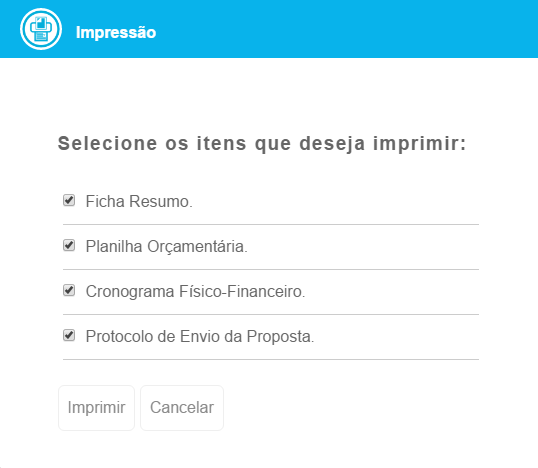 Impressão
Selecione os itens que deseja imprimir:
Ficha Resumo.
Planilha Orçamentária.
Cronograma Físico-Financeiro.
Protocolo de Envio da Proposta.
Imprimir Cancelar